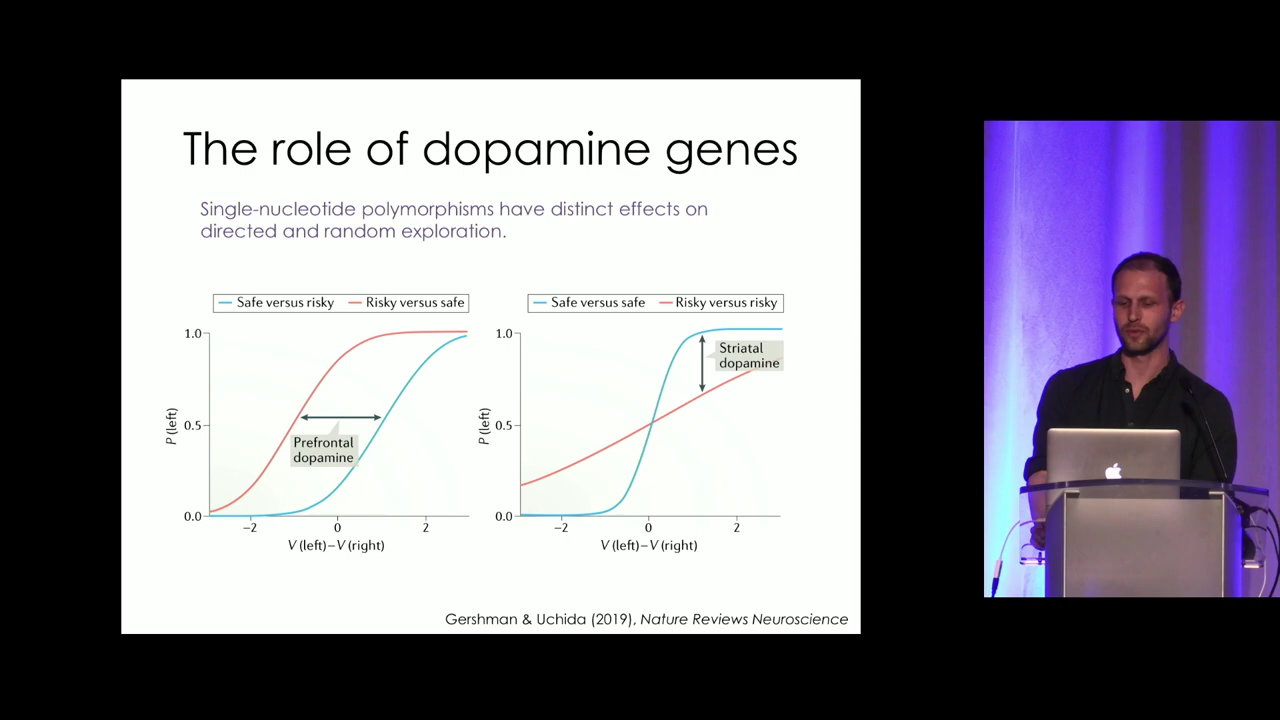 The role of dopamine genes
Single-nucleotide polymorphisms have distinct effects on
directed and random exploration.
Safe versus risky Risky versus safe
1.0
0.5
0.0
P (left)
Prefrontal
dopamine
−2 0 2
V (left)−V (right)
Safe versus safe Risky versus risky
1.0
0.5
0.0
P (left)
Striatal
dopamine
−2 0 2
V (left)−V (right)
Gershman & Uchida (2019), Nature Reviews Neuroscience